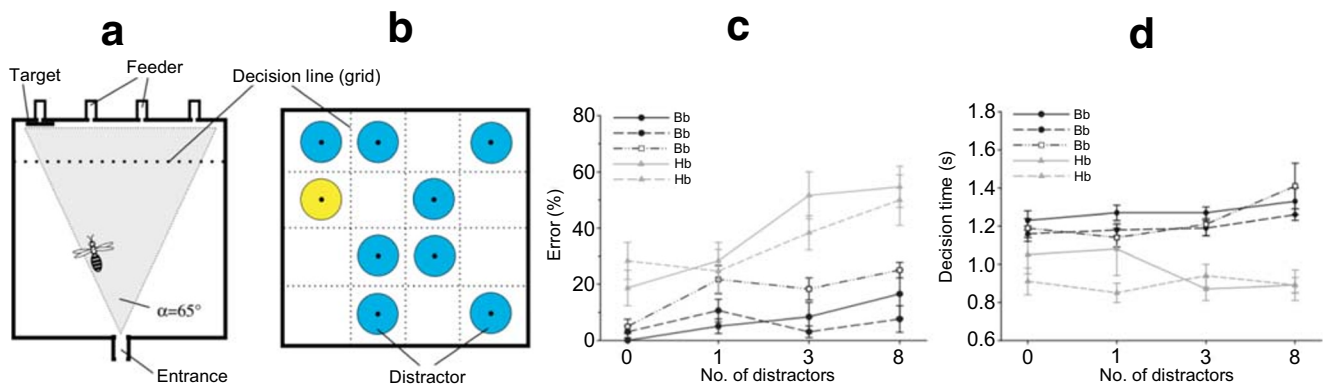 a
Target
Feeder
Decision line (grid)
α=65°
Entrance
b
Distractor
c
Error (%)
80
60
40
20
0
Bb
Bb
Bb
Hb
Hb
0 1 3 8
No. of distractors
d
Decision time (s)
1.8
1.6
1.4
1.2
1.0
0.8
0.6
Bb
Bb
Bb
Hb
Hb
0 1 3 8
No. of distractors